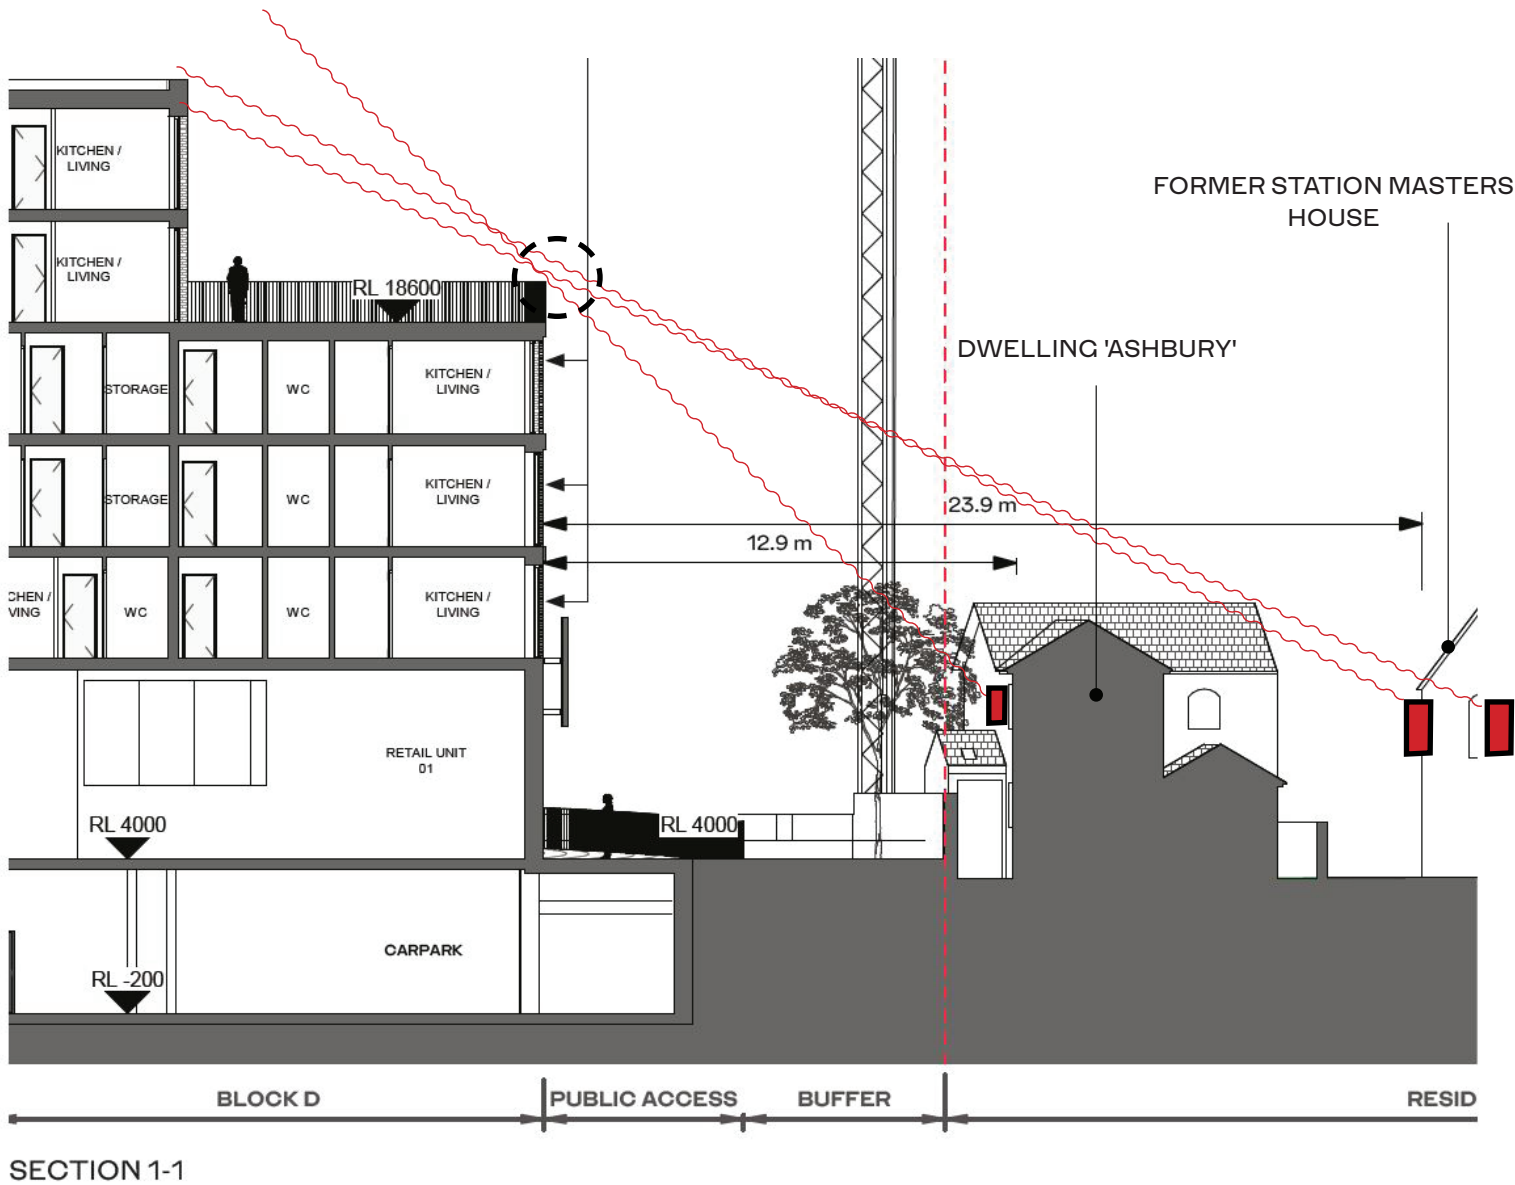 KITCHEN /
LIVING
FORMER STATION MASTERS
HOUSE
KITCHEN /
LIVING
RL 18600
DWELLING 'ASHBURY'
STORAGE
WC
KITCHEN /
LIVING
STORAGE
WC
KITCHEN /
LIVING
23.9 m
12.9 m
CHEN /
VING
WC
WC
KITCHEN /
LIVING
RETAIL UNIT
01
RL 4000
RL 4000
CARPARK
RL -200
BLOCK D
PUBLIC ACCESS
BUFFER
RESID
SECTION 1-1